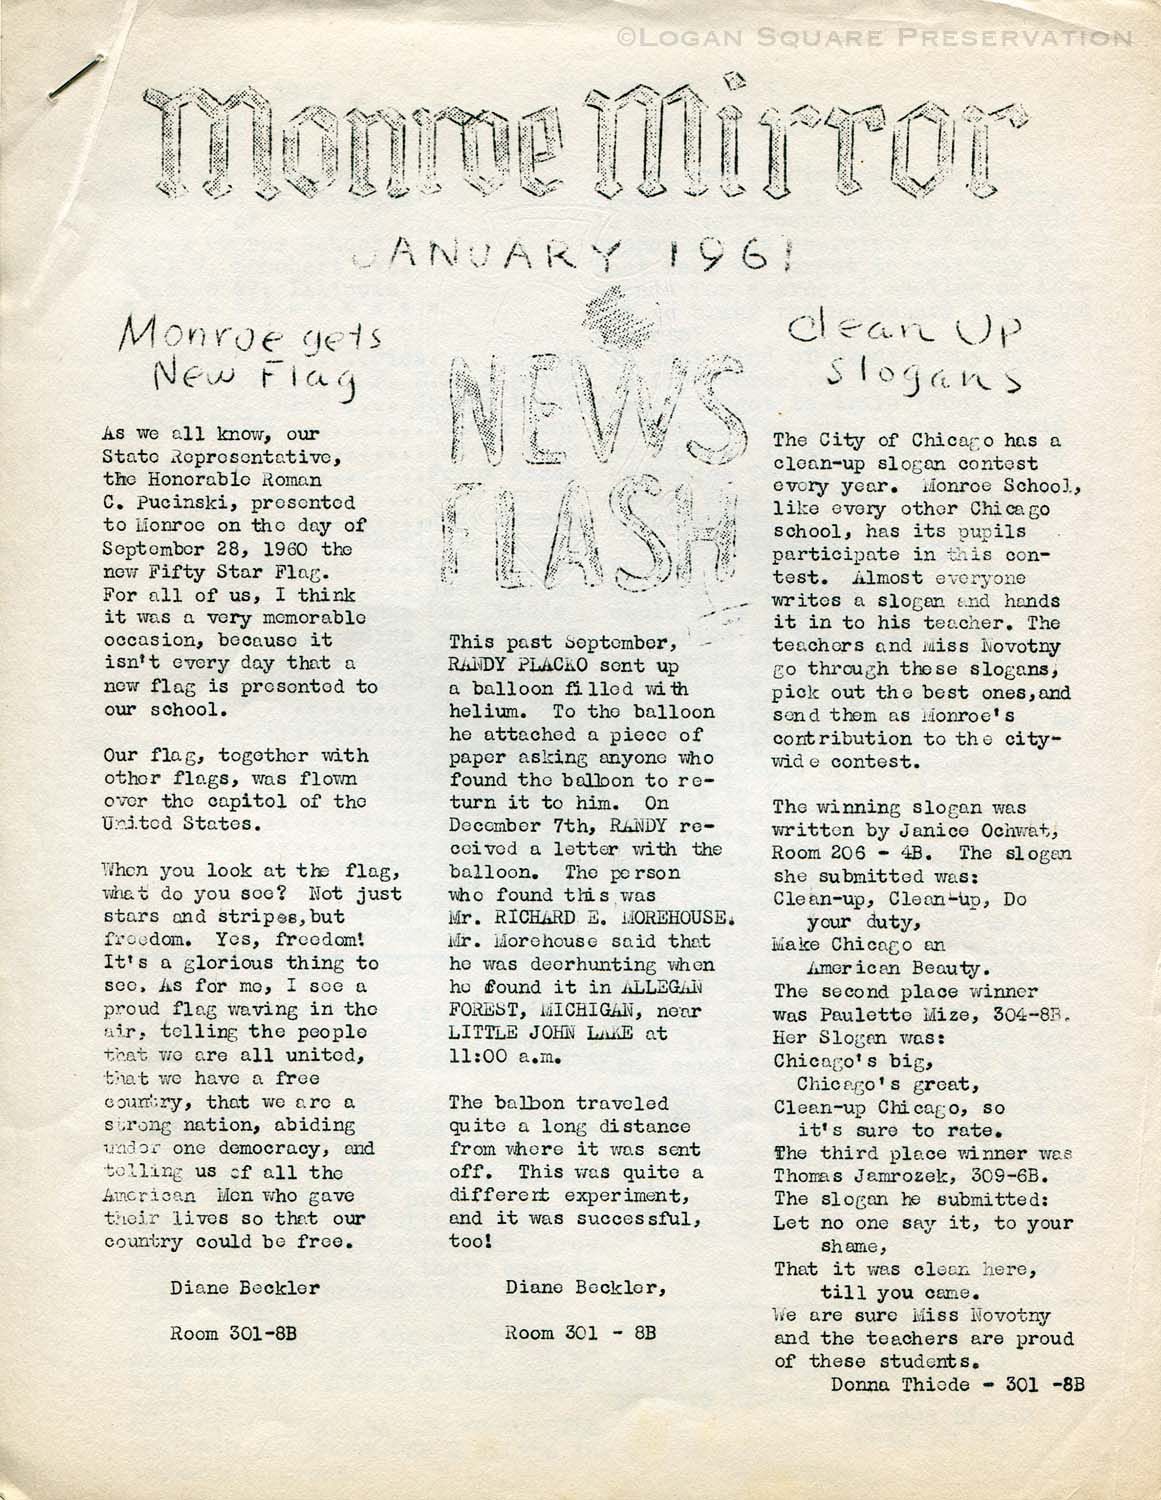 ©Logan Square Preservation
Monroe Mirror
JANUARY 1961
Monroe gets
New Flag
As we all know, our
State Representative,
the Honorable Roman
C. Pucinski, presented
to Monroe on the day of
September 28, 1960 the
new Fifty Star Flag.
For all of us, I think
it was a very memorable
occasion, because it
isn't every day that a
new flag is presented to
our school.
Our flag, together with
other flags, was flown
over the capitol of the
United States.
When you look at the flag,
what do you see? Not just
stars and stripes,but
freedom. Yes, freedom!
It's a glorious thing to
see. As for me, I see a
proud flag waving in the
air, telling the people
that we are all united,
that we have a free
country, that we are a
strong nation, abiding
under one democracy, and
telling us of all the
American Men who gave
their lives so that our
country could be free.
Diane Beckler
Room 301-8B
NEWS
FLASH
This past September,
RANDY PLACKO sent up
a balloon filled with
helium. To the balloon
he attached a piece of
paper asking anyone who
found the balloon to re-
turn it to him. On
December 7th, RANDY re-
ceived a letter with the
balloon. The person
who found this was
Mr. RICHARD E. MOREHOUSE.
Mr. Morehouse said that
he was deerhunting when
he found it in ALLEGAN
FOREST, MICHIGAN, near
LITTLE JOHN LAKE at
11:00 a.m.
The balbon traveled
quite a long distance
from where it was sent
off. This was quite a
different experiment,
and it was successful,
too!
Diane Beckler,
Room 301 - 8B
Clean Up
Slogans
The City of Chicago has a
clean-up slogan contest
every year. Monroe School,
like every other Chicago
school, has its pupils
participate in this con-
test. Almost everyone
writes a slogan and hands
it in to his teacher. The
teachers and Miss Novotny
go through these slogans,
pick out the best ones,and
send them as Monroe's
contribution to the city-
wide contest.
The winning slogan was
written by Janice Ochwat,
Room 206 - 4B. The slogan
she submitted was:
Clean-up, Clean-up, Do
your duty,
Make Chicago an
American Beauty.
The second place winner
was Paulette Mize, 304-8B.
Her Slogan was:
Chicago's big,
Chicago's great,
Clean-up Chicago, so
it's sure to rate.
The third place winner was
Thomas Jamrozek, 309-6B.
The slogan he submitted:
Let no one say it, to your
shame,
That it was clean here,
till you came.
We are sure Miss Novotny
and the teachers are proud
of these students.
Donna Thiede - 301 -8B